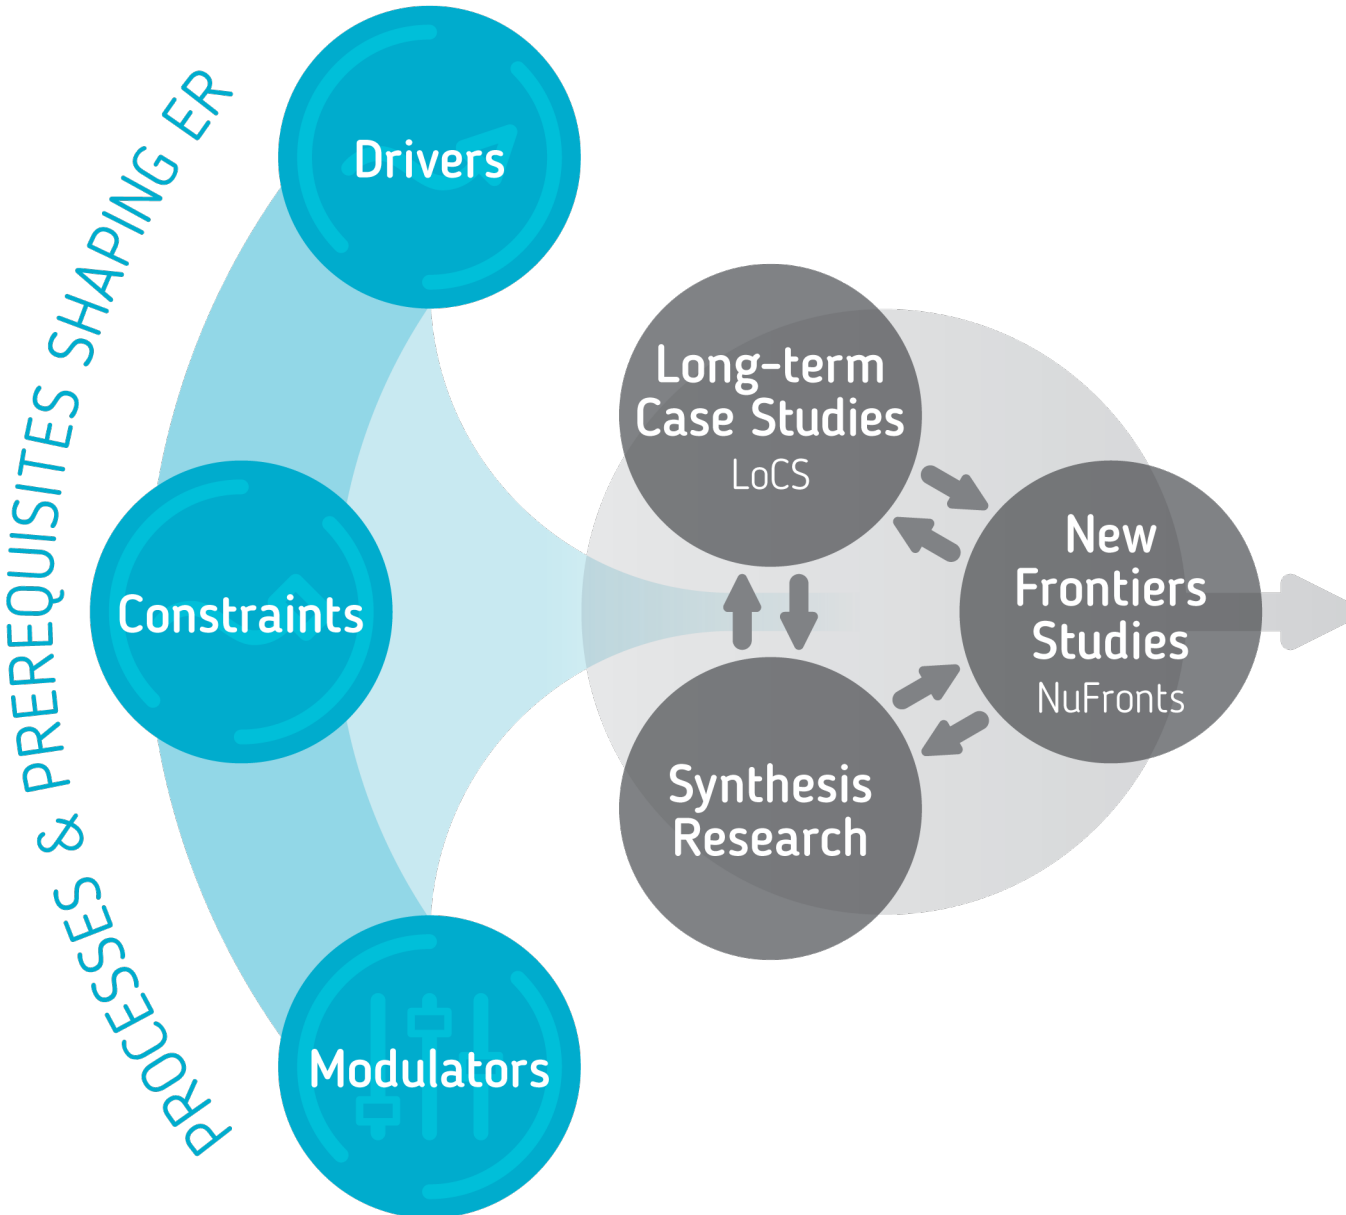 PROCESSES & PREREQUISITES SHAPING ER
Drivers
Constraints
Modulators
Long-term
Case Studies
LoCS
New
Frontiers
Studies
NuFronts
Synthesis
Research